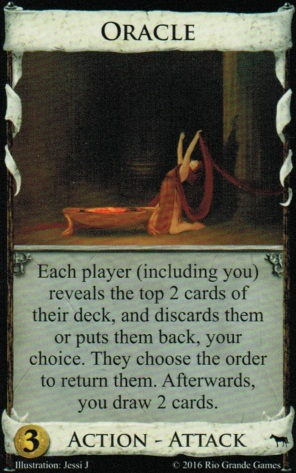 ORACLE
Each player (including you)
reveals the top 2 cards of
their deck, and discards them
or puts them back, your
choice. They choose the order
to return them. Afterwards,
you draw 2 cards.
3 ACTION - ATTACK
Illustration: Jessi J © 2016 Rio Grande Games